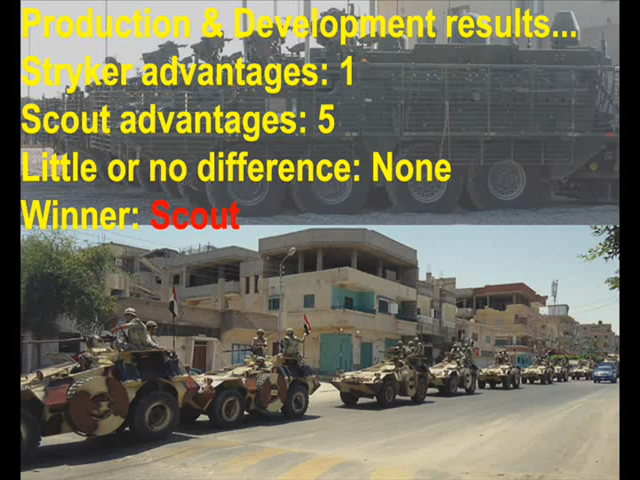 Production & Development results...
Stryker advantages: 1
Scout advantages: 5
Little or no difference: None
Winner: Scout